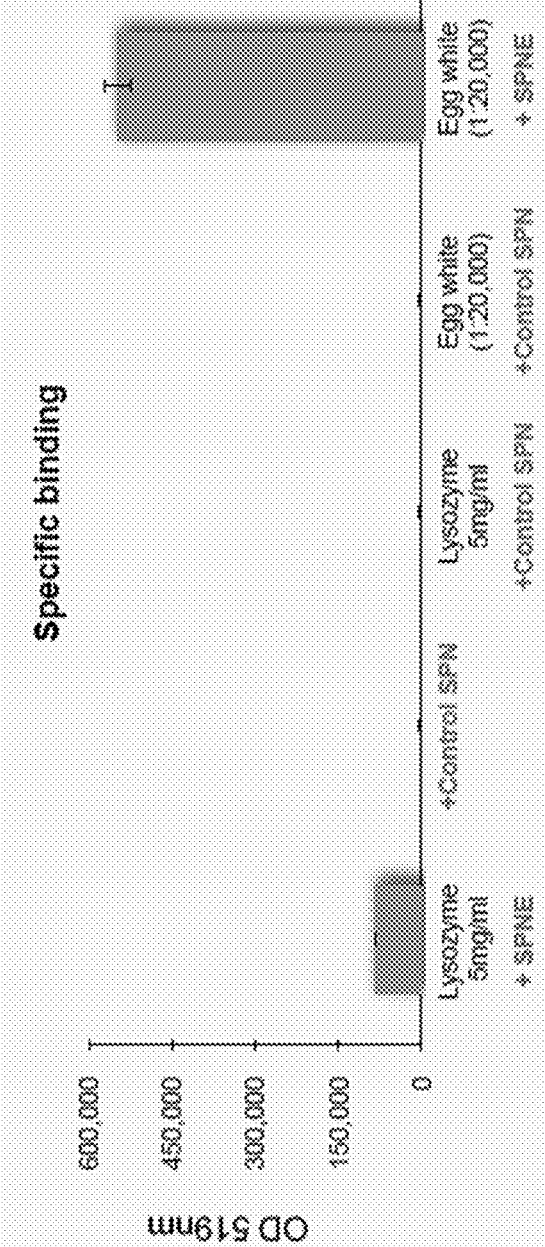 Specific binding
OD 519nm
600,000
450,000
300,000
150,000
0
Lysozyme
5mg/ml
+ SPNE
+Control SPN
Lysozyme
5mg/ml
+Control SPN
Egg white
(1:20,000)
+Control SPN
Egg white
(1:20,000)
+ SPNE